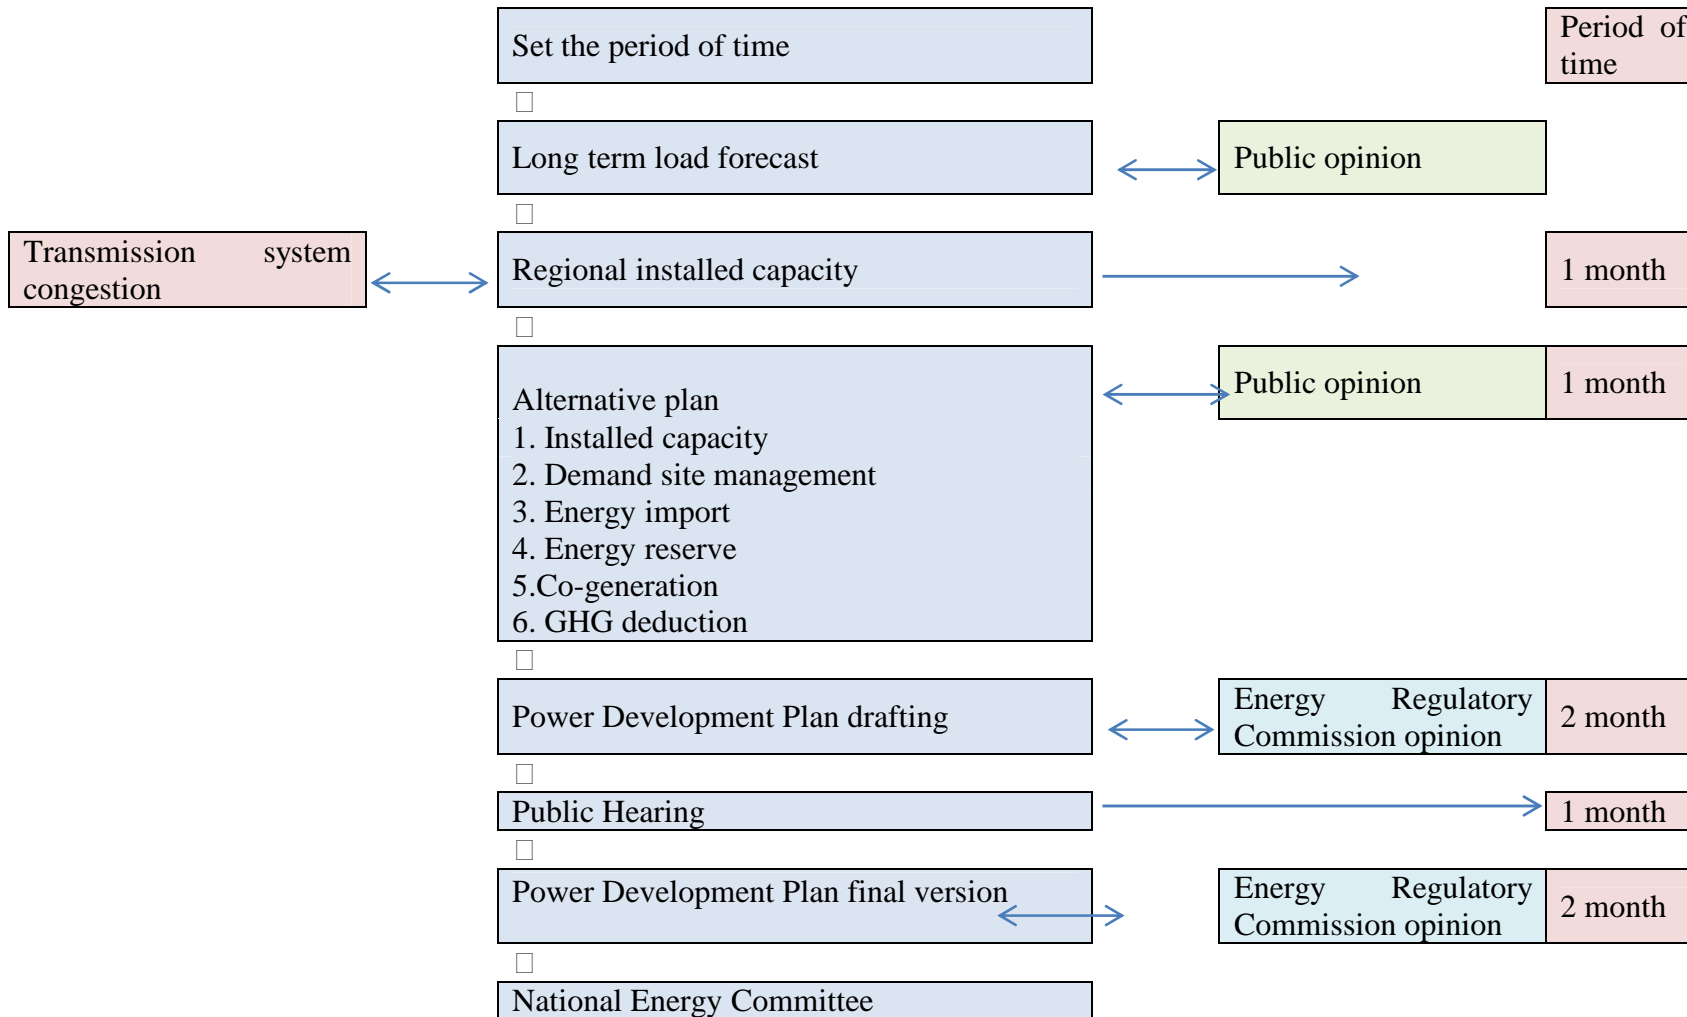 Set the period of time
Period of
time
Long term load forecast
Public opinion
Transmission system
congestion
Regional installed capacity
1 month
Alternative plan
1. Installed capacity
2. Demand site management
3. Energy import
4. Energy reserve
5.Co-generation
6. GHG deduction
Public opinion
1 month
Power Development Plan drafting
Energy Regulatory
Commission opinion
2 month
Public Hearing
1 month
Power Development Plan final version
Energy Regulatory
Commission opinion
2 month
National Energy Committee